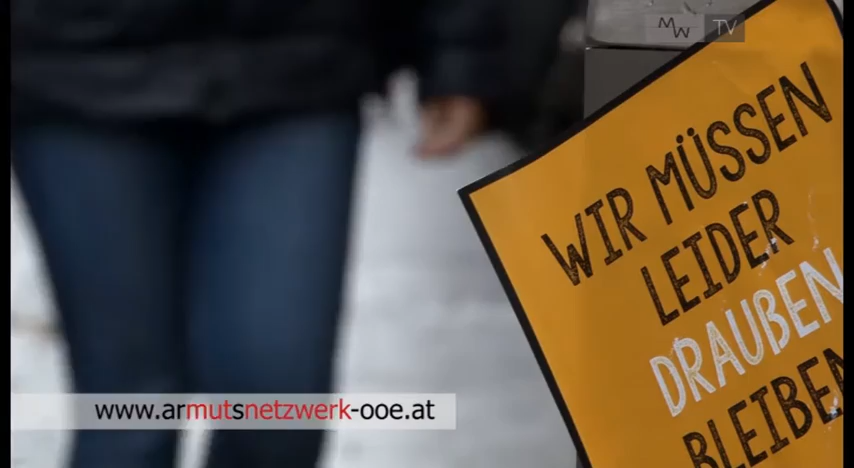 MW TV
WIR MÜSSEN
LEIDER
DRAUẞEN
BLEIBEN
www.armutsnetzwerk-ooe.at